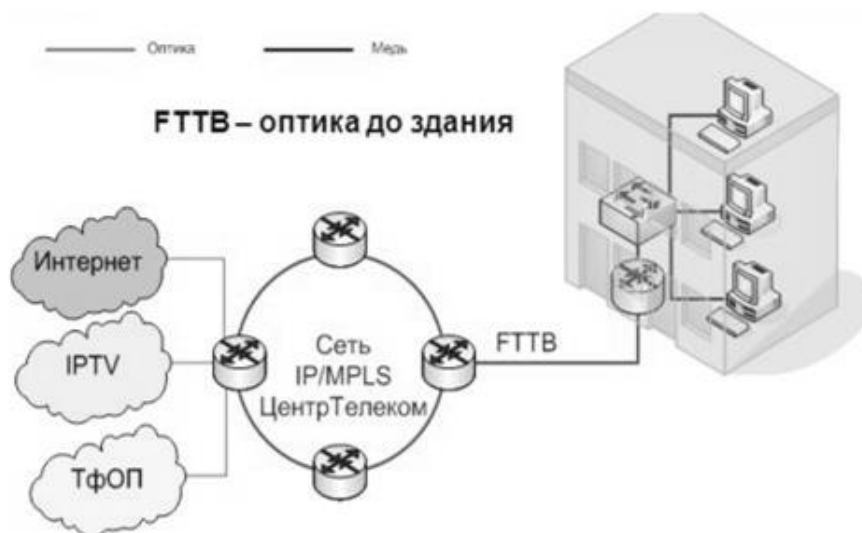 Оптика
Медь
FTTB – оптика до здания
Интернет
IPTV
ТфОП
Сеть
IP/MPLS
ЦентрТелеком
FTTB